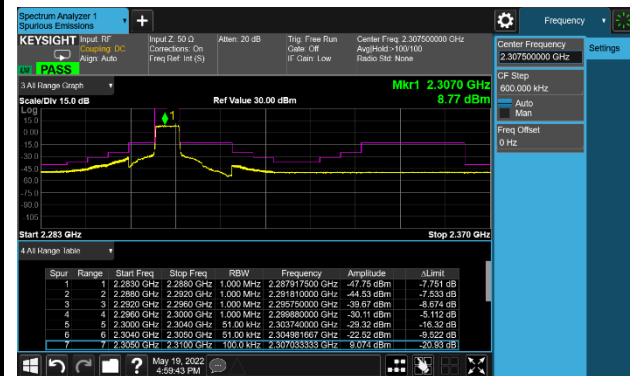 Spectrum Analyzer 1
Spurious Emissions
Frequency
KEYSIGHT
Input: RF
Coupling: DC
Align: Auto
Input Z: 50 Ω
Corrections: On
Freq Ref: Int (S)
Atten: 20 dB
Trig: Free Run
Gate: Off
IF Gain: Low
Center Freq: 2.307500000 GHz
Avg|Hold:>100/100
Radio Std: None
PASS
Center Frequency
2.307500000 GHz
Settings
CF Step
600.000 kHz
Auto
Man
Freq Offset
0 Hz
3 All Range Graph
Mkr1 2.3070 GHz
8.77 dBm
Scale/Div 15.0 dB
Ref Value 30.00 dBm
Log
15.0
0.00
-15.0
-30.0
-45.0
-60.0
-75.0
-90.0
-105
1
Start 2.283 GHz
Stop 2.370 GHz
4 All Range Table
Spur Range Start Freq Stop Freq RBW Frequency Amplitude ΔLimit
1 1 2.2830 GHz 2.2880 GHz 1.000 MHz 2.287917500 GHz -47.75 dBm -7.751 dB
2 2 2.2880 GHz 2.2920 GHz 1.000 MHz 2.291810000 GHz -44.53 dBm -7.533 dB
3 3 2.2920 GHz 2.2960 GHz 1.000 MHz 2.295750000 GHz -39.67 dBm -8.674 dB
4 4 2.2960 GHz 2.3000 GHz 1.000 MHz 2.299880000 GHz -30.11 dBm -5.112 dB
5 5 2.3000 GHz 2.3040 GHz 51.00 kHz 2.303740000 GHz -29.32 dBm -16.32 dB
6 6 2.3040 GHz 2.3050 GHz 51.00 kHz 2.304981667 GHz -22.52 dBm -9.522 dB
7 7 2.3050 GHz 2.3100 GHz 100.0 kHz 2.307033333 GHz 9.074 dBm -20.93 dB
May 19, 2022
4:59:43 PM